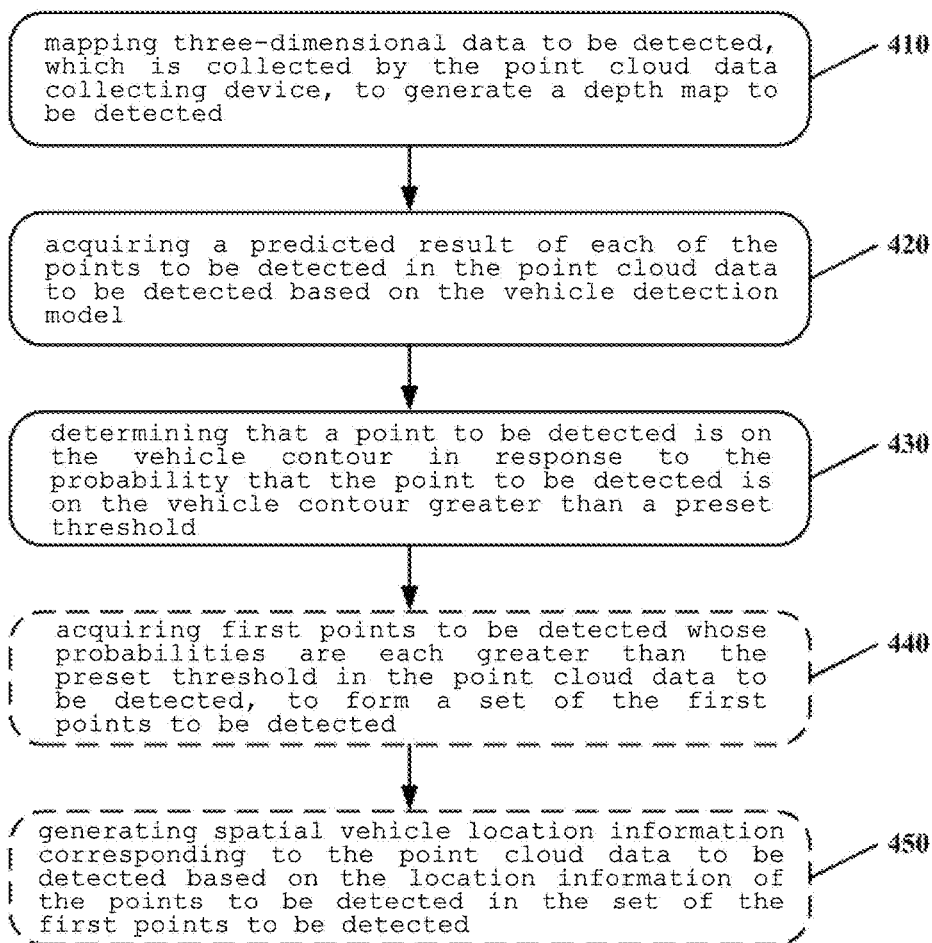 mapping three-dimensional data to be detected,
which is collected by the point cloud data
collecting device, to generate a depth map to
be detected
410
acquiring a predicted result of each of the
points to be detected in the point cloud data
to be detected based on the vehicle detection
model
420
determining that a point to be detected is on
the vehicle contour in response to the
probability that the point to be detected is
on the vehicle contour greater than a preset
threshold
430
acquiring first points to be detected whose
probabilities are each greater than the
preset threshold in the point cloud data to
be detected, to form a set of the first
points to be detected
440
generating spatial vehicle location information
corresponding to the point cloud data to be
detected based on the location information of
the points to be detected in the set of the
first points to be detected
450